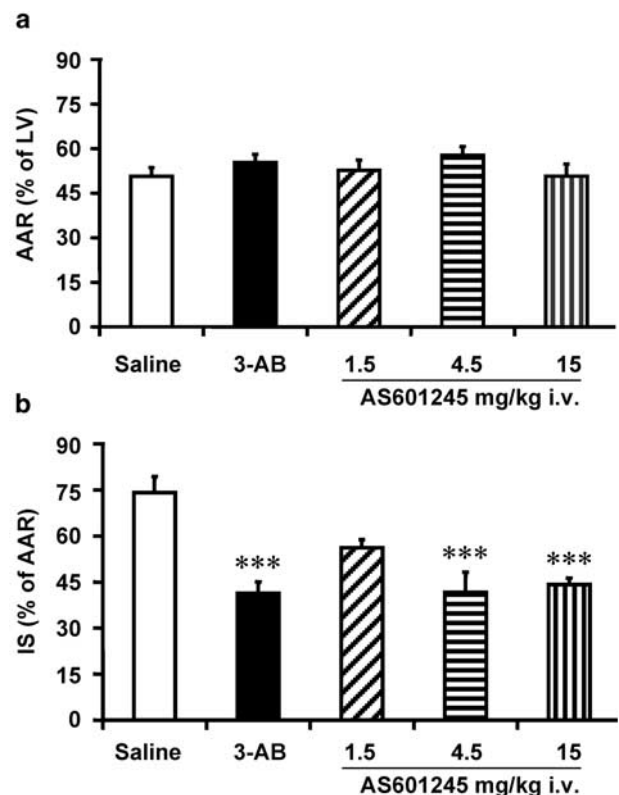 a
AAR (% of LV)
90
75
60
45
30
15
0
Saline 3-AB 1.5 4.5 15
AS601245 mg/kg i.v.
b
IS (% of AAR)
90
75
60
45
30
15
0
*** *** ***
Saline 3-AB 1.5 4.5 15
AS601245 mg/kg i.v.